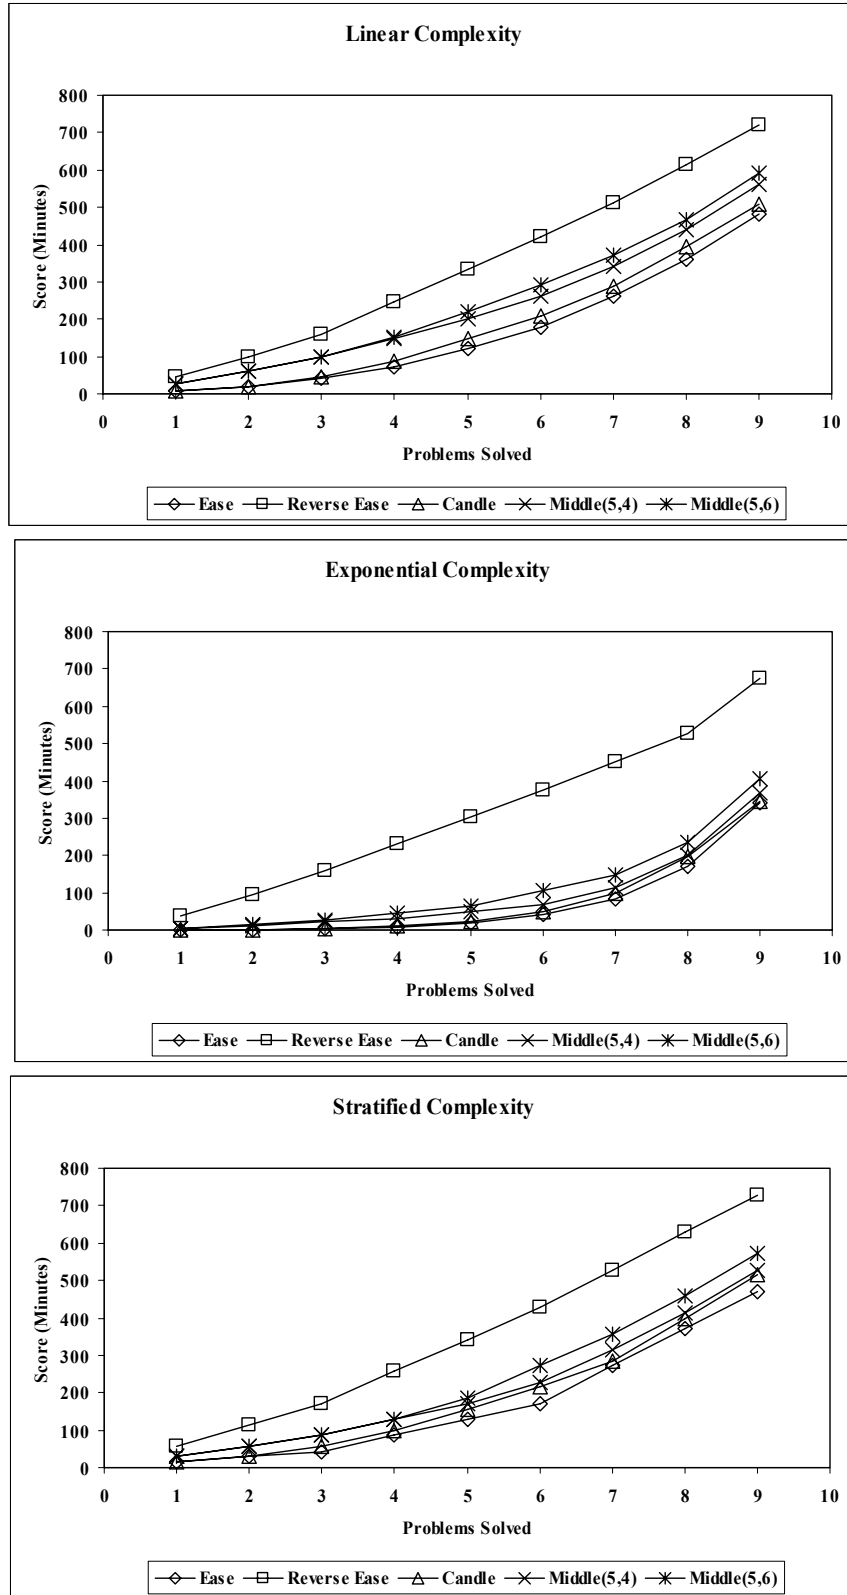 Linear Complexity
800
700
600
500
400
300
200
100
0
Score (Minutes)
0 1 2 3 4 5 6 7 8 9 10
Problems Solved
Ease Reverse Ease Candle Middle(5,4) Middle(5,6)
Exponential Complexity
800
700
600
500
400
300
200
100
0
Score (Minutes)
0 1 2 3 4 5 6 7 8 9 10
Problems Solved
Ease Reverse Ease Candle Middle(5,4) Middle(5,6)
Stratified Complexity
800
700
600
500
400
300
200
100
0
Score (Minutes)
0 1 2 3 4 5 6 7 8 9 10
Problems Solved
Ease Reverse Ease Candle Middle(5,4) Middle(5,6)